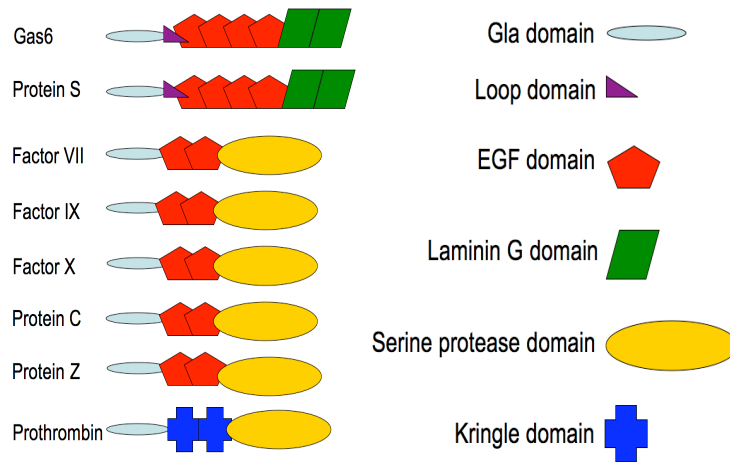 Gas6
Protein S
Factor VII
Factor IX
Factor X
Protein C
Protein Z
Prothrombin
Gla domain
Loop domain
EGF domain
Laminin G domain
Serine protease domain
Kringle domain